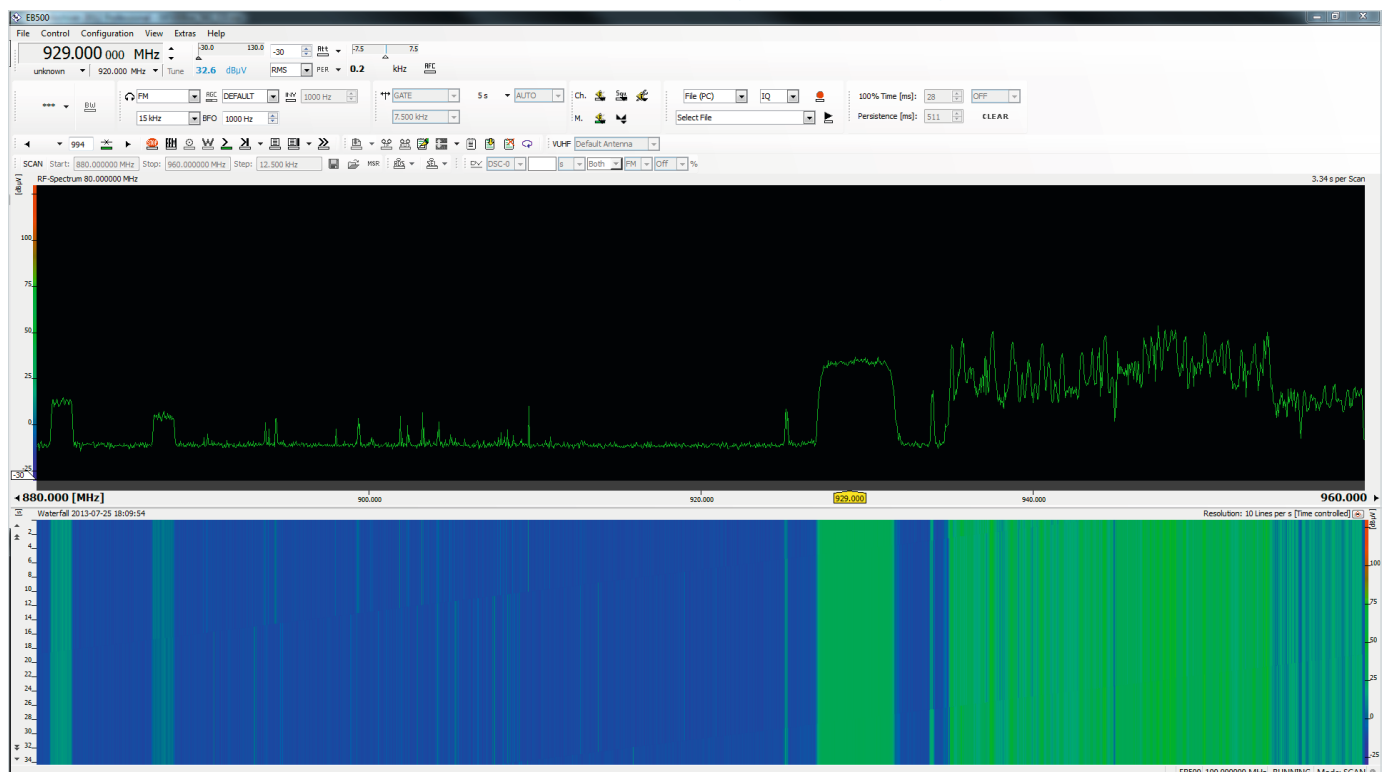 EB500
File Control Configuration View Extras Help
929.000 000 MHz -30.0 130.0 -30 Att -7.5 7.5
unknown 920.000 MHz Tune 32.6 dBµV RMS PER 0.2 kHz AFC
BW FM AGC DEFAULT 1000 Hz GATE 5 s AUTO Ch. Squ. File (PC) IQ 100% Time [ms]: 28 OFF
15 kHz BFO 1000 Hz 7.500 kHz M. Select File Persistence [ms]: 511 CLEAR
994 V/UHF Default Antenna
SCAN Start: 880.000000 MHz Stop: 960.000000 MHz Step: 12.500 kHz MSR DSC-0 s Both FM Off %
RF-Spectrum 80.000000 MHz 3.34 s per Scan
[dBµV]
100
75
50
25
0
-25
-30
880.000 [MHz] 900.000 920.000 929.000 940.000 960.000
Waterfall 2013-07-25 18:09:54 Resolution: 10 Lines per s [Time controlled]
[s]
2
4
6
8
10
12
14
16
18
20
22
24
26
28
30
32
34
100
75
50
25
0
-25
EB500 100.000000 MHz RUNNING Mode: SCAN